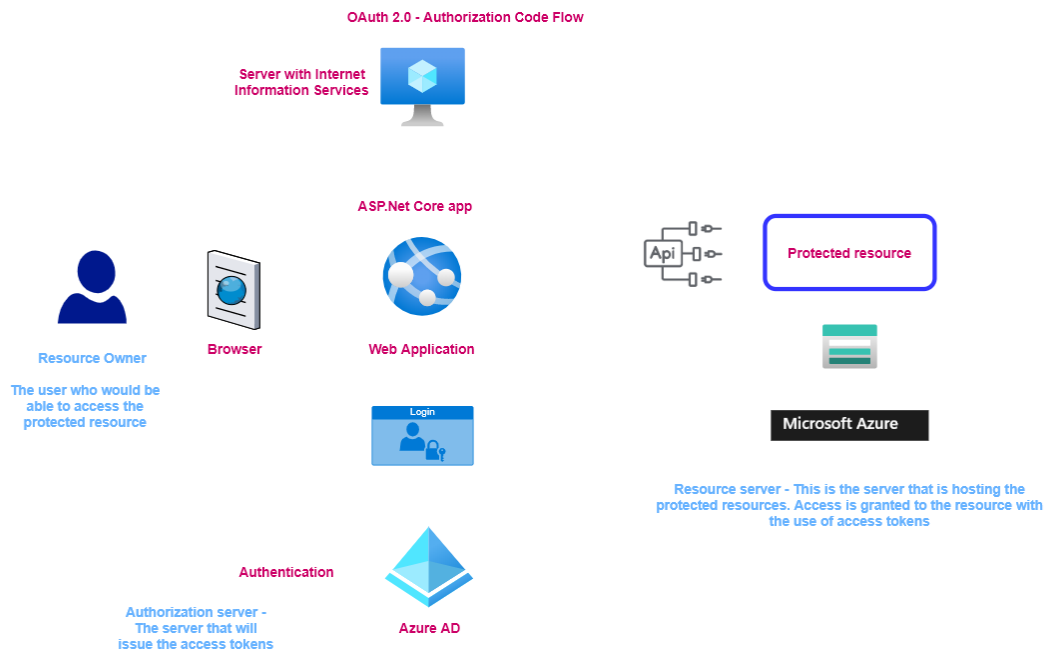 OAuth 2.0 - Authorization Code Flow
Server with Internet
Information Services
ASP.Net Core app
Api
Protected resource
Browser
Web Application
Resource Owner
The user who would be
able to access the
protected resource
Login
Microsoft Azure
Resource server - This is the server that is hosting the
protected resources. Access is granted to the resource with
the use of access tokens
Authentication
Authorization server -
The server that will
issue the access tokens
Azure AD